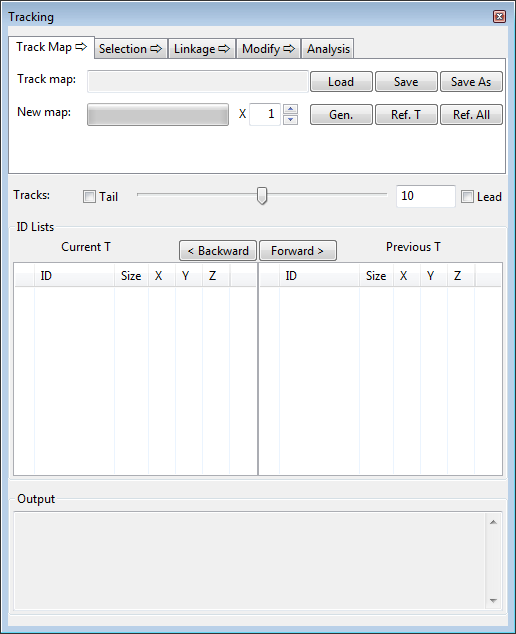 Tracking
Track Map Selection Linkage Modify Analysis
Track map: Load Save Save As
New map: X 1 Gen. Ref. T Ref. All
Tracks: Tail 10 Lead
ID Lists
Current T < Backward Forward > Previous T
ID Size X Y Z ID Size X Y Z
Output